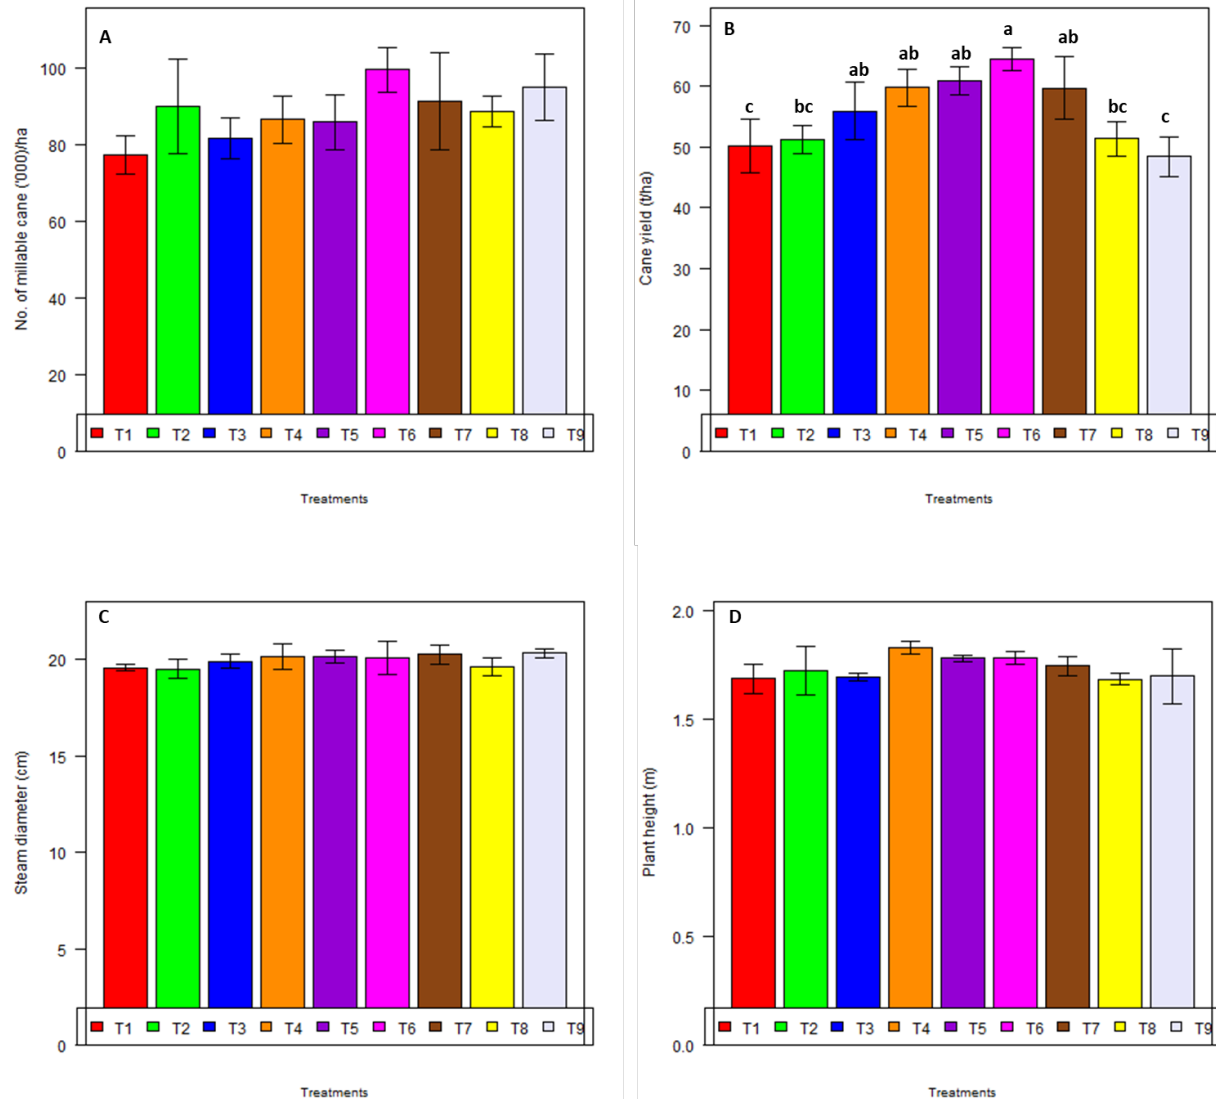 A
No. of millable cane ('000)/ha
100
80
60
40
20
0
T1 T2 T3 T4 T5 T6 T7 T8 T9
Treatments
B
Cane yield (t/ha)
70
60
50
40
30
20
10
0
c bc ab ab ab a ab bc c
T1 T2 T3 T4 T5 T6 T7 T8 T9
Treatments
C
Steam diameter (cm)
20
15
10
5
0
T1 T2 T3 T4 T5 T6 T7 T8 T9
Treatments
D
Plant height (m)
2.0
1.5
1.0
0.5
0.0
T1 T2 T3 T4 T5 T6 T7 T8 T9
Treatments